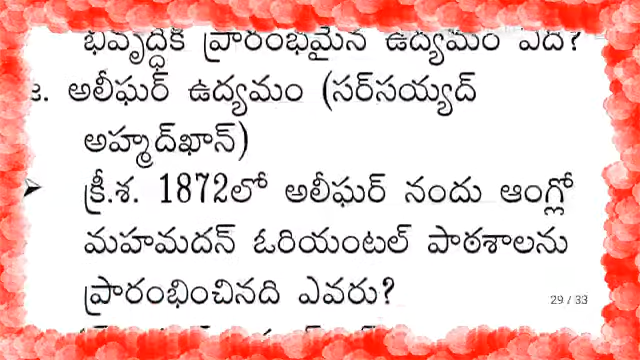 భివృద్ధికి ప్రారంభమైన ఉద్యమం ఏది?
జ. అలీఘర్ ఉద్యమం (సర్‌సయ్యద్
అహ్మద్‌ఖాన్)
➤ క్రీ.శ. 1872లో అలీఘర్ నందు ఆంగ్లో
మహమదన్ ఓరియంటల్ పాఠశాలను
ప్రారంభించినది ఎవరు?
29 / 33